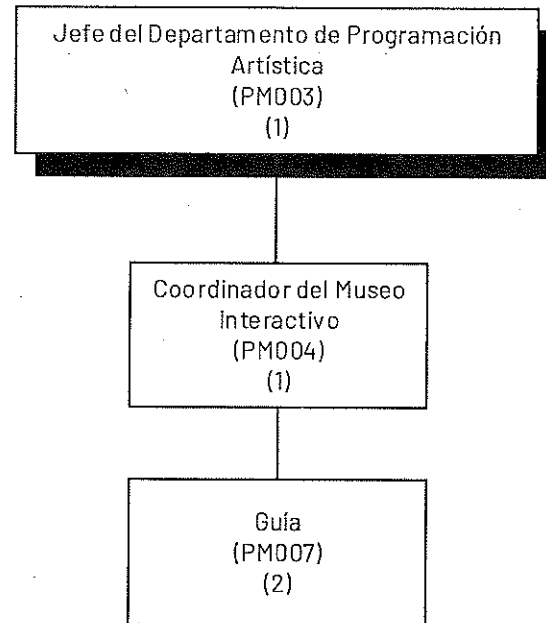 Jefe del Departamento de Programación
Artística
(PM003)
(1)
Coordinador del Museo
Interactivo
(PM004)
(1)
Guía
(PM007)
(2)